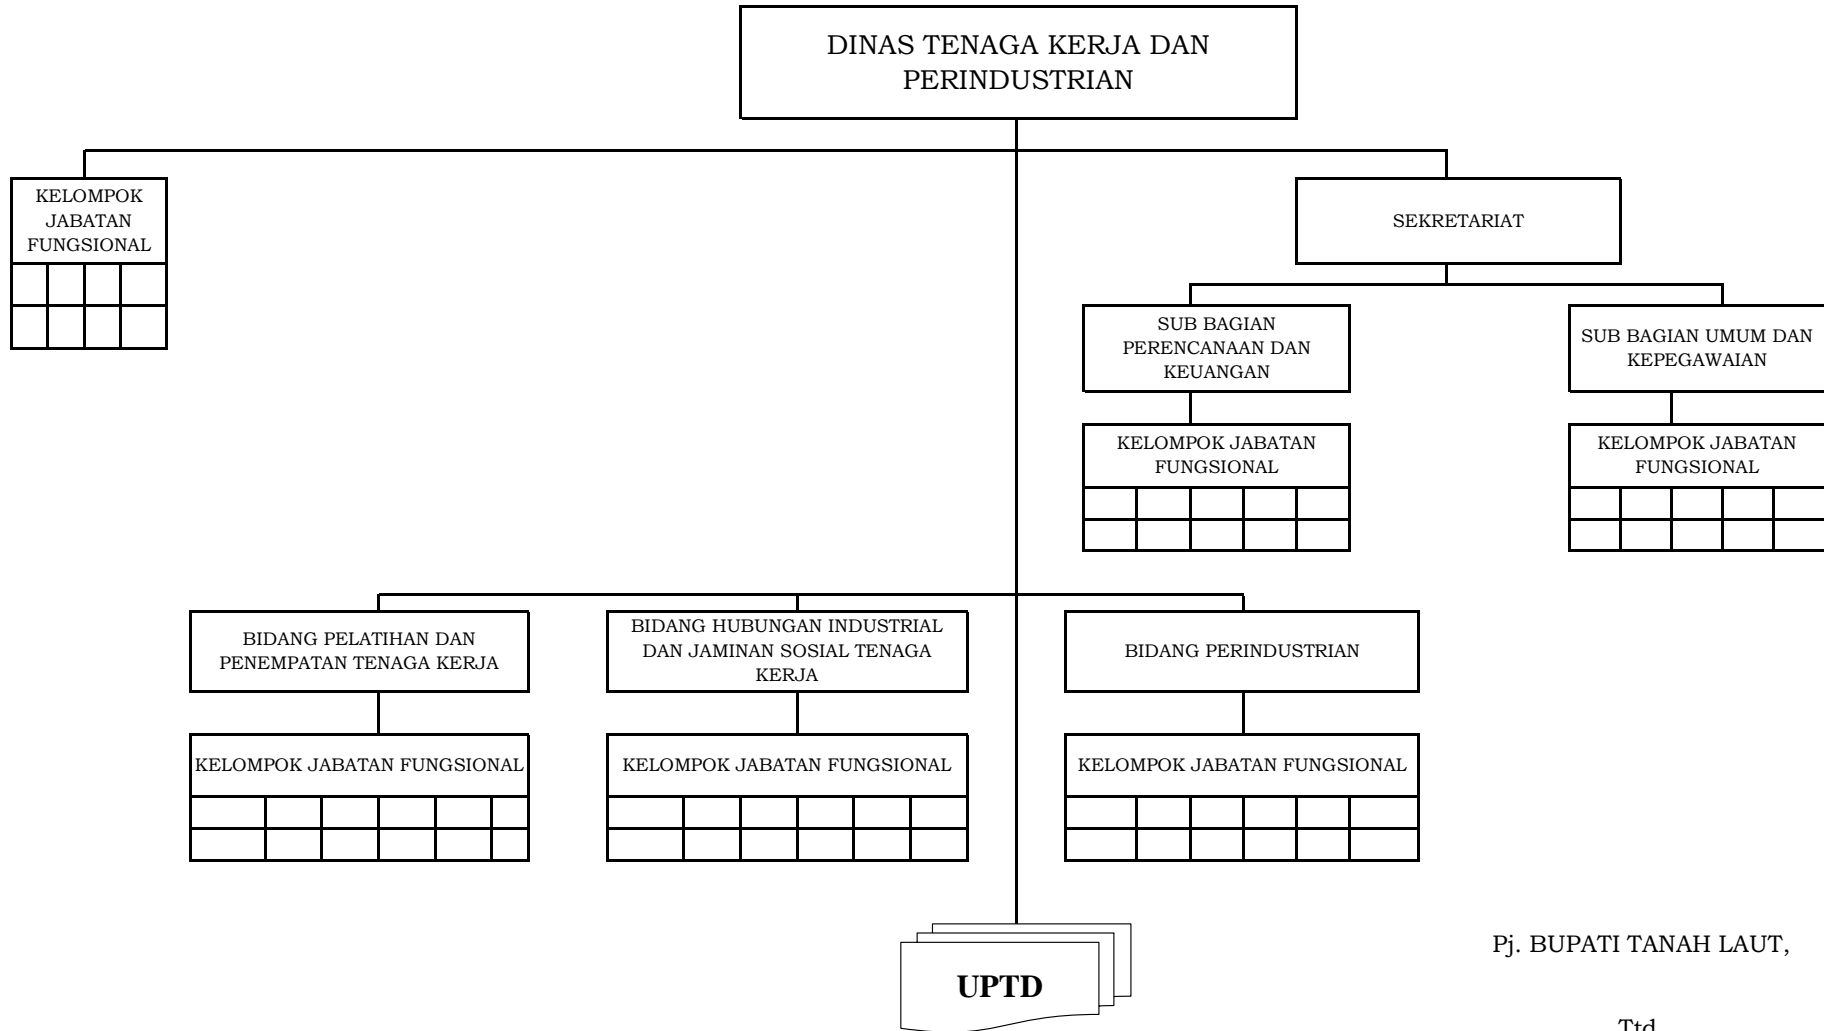 DINAS TENAGA KERJA DAN
PERINDUSTRIAN
KELOMPOK
JABATAN
FUNGSIONAL
SEKRETARIAT
SUB BAGIAN
PERENCANAAN DAN
KEUANGAN
SUB BAGIAN UMUM DAN
KEPEGAWAIAN
KELOMPOK JABATAN
FUNGSIONAL
KELOMPOK JABATAN
FUNGSIONAL
BIDANG PELATIHAN DAN
PENEMPATAN TENAGA KERJA
BIDANG HUBUNGAN INDUSTRIAL
DAN JAMINAN SOSIAL TENAGA
KERJA
BIDANG PERINDUSTRIAN
KELOMPOK JABATAN FUNGSIONAL
KELOMPOK JABATAN FUNGSIONAL
KELOMPOK JABATAN FUNGSIONAL
UPTD
Pj. BUPATI TANAH LAUT,
Ttd